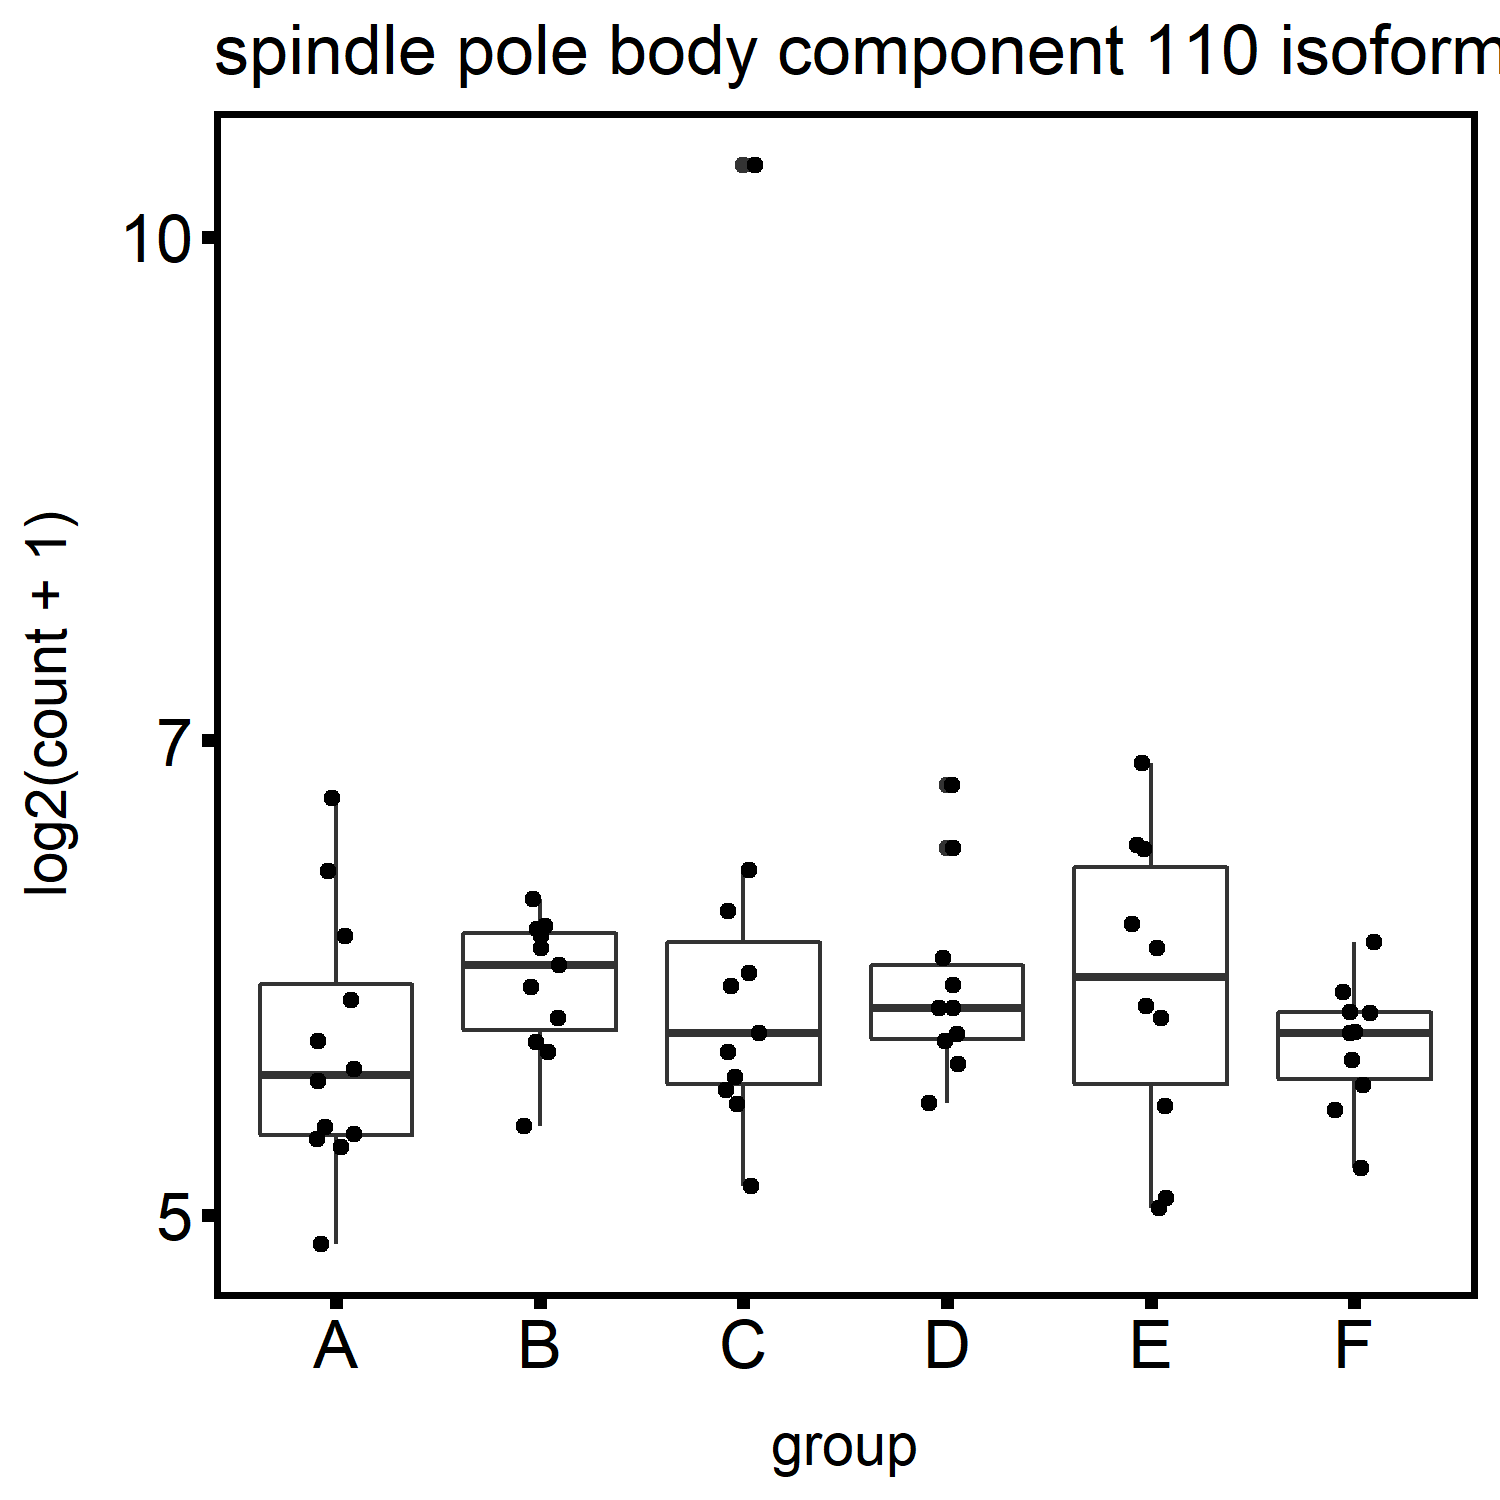 spindle pole body component 110 isoform
10
7
5
log2(count + 1)
A B C D E F
group